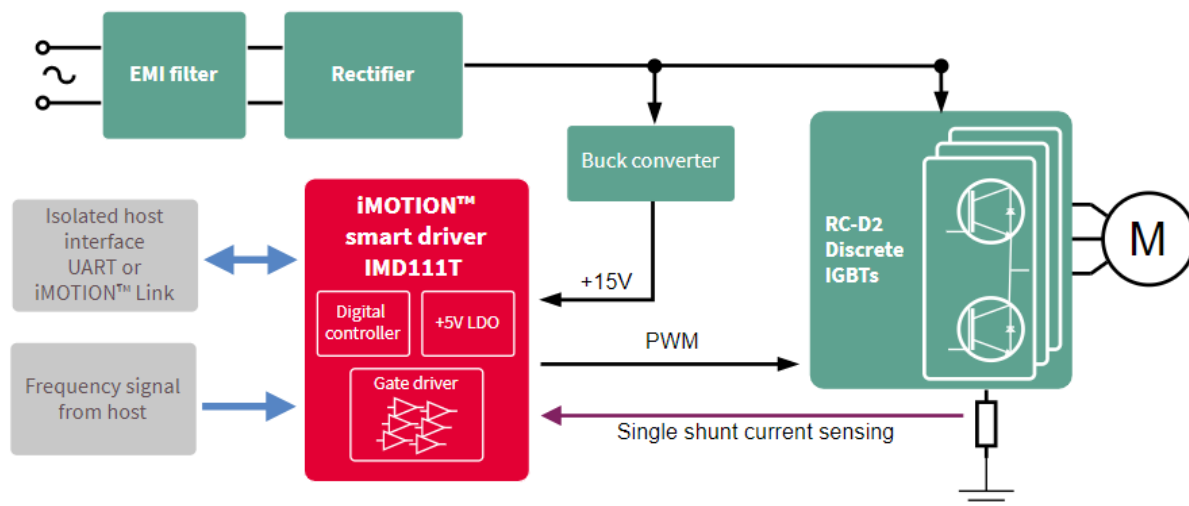 EMI filter
Rectifier
Buck converter
RC-D2
Discrete
IGBTs
M
Isolated host
interface
UART or
iMOTION™ Link
iMOTION™
smart driver
IMD111T
+15V
Digital
controller
+5V LDO
PWM
Frequency signal
from host
Gate driver
Single shunt current sensing